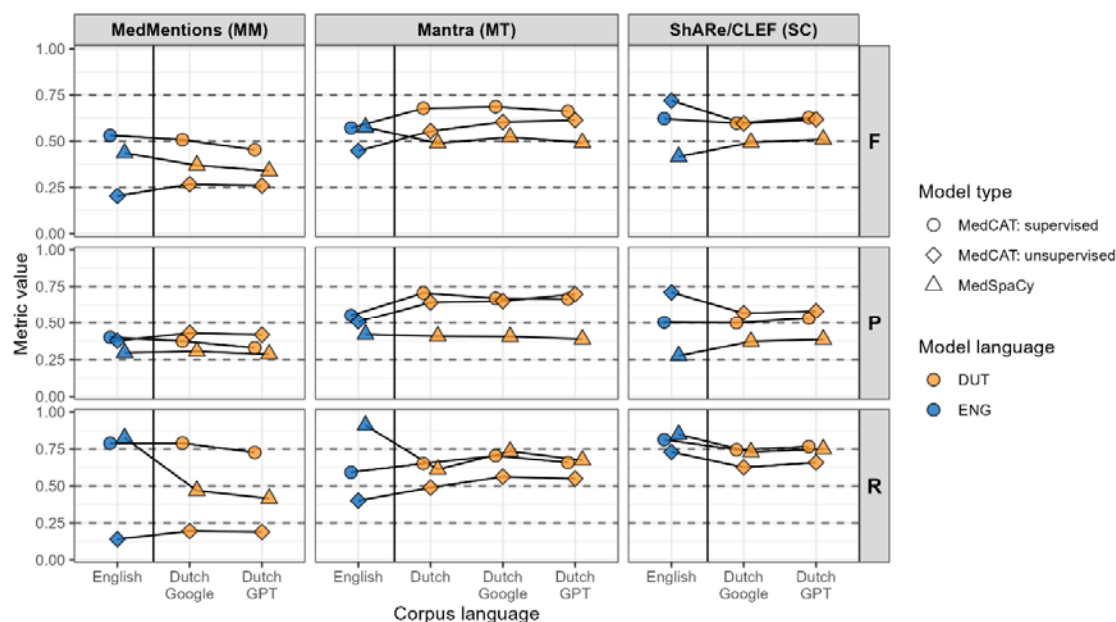 MedMentions (MM)
Mantra (MT)
ShARe/CLEF (SC)
1.00
0.75
0.50
0.25
0.00
F
1.00
0.75
0.50
0.25
0.00
P
1.00
0.75
0.50
0.25
0.00
R
Metric value
English
Dutch
Google
Dutch
GPT
English
Dutch
Dutch
Google
Dutch
GPT
English
Dutch
Google
Dutch
GPT
Corpus language
Model type
MedCAT: supervised
MedCAT: unsupervised
MedSpaCy
Model language
DUT
ENG